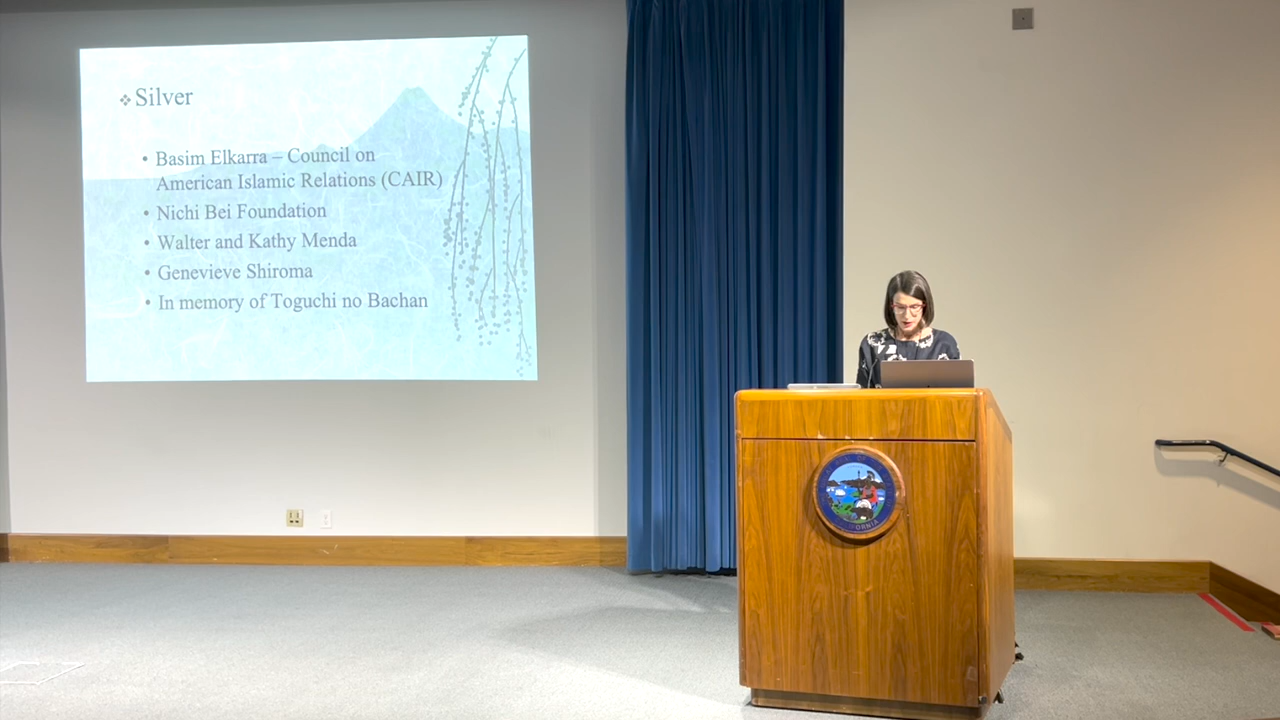 ❖ Silver
• Basim Elkarra – Council on
American Islamic Relations (CAIR)
• Nichi Bei Foundation
• Walter and Kathy Menda
• Genevieve Shiroma
• In memory of Toguchi no Bachan